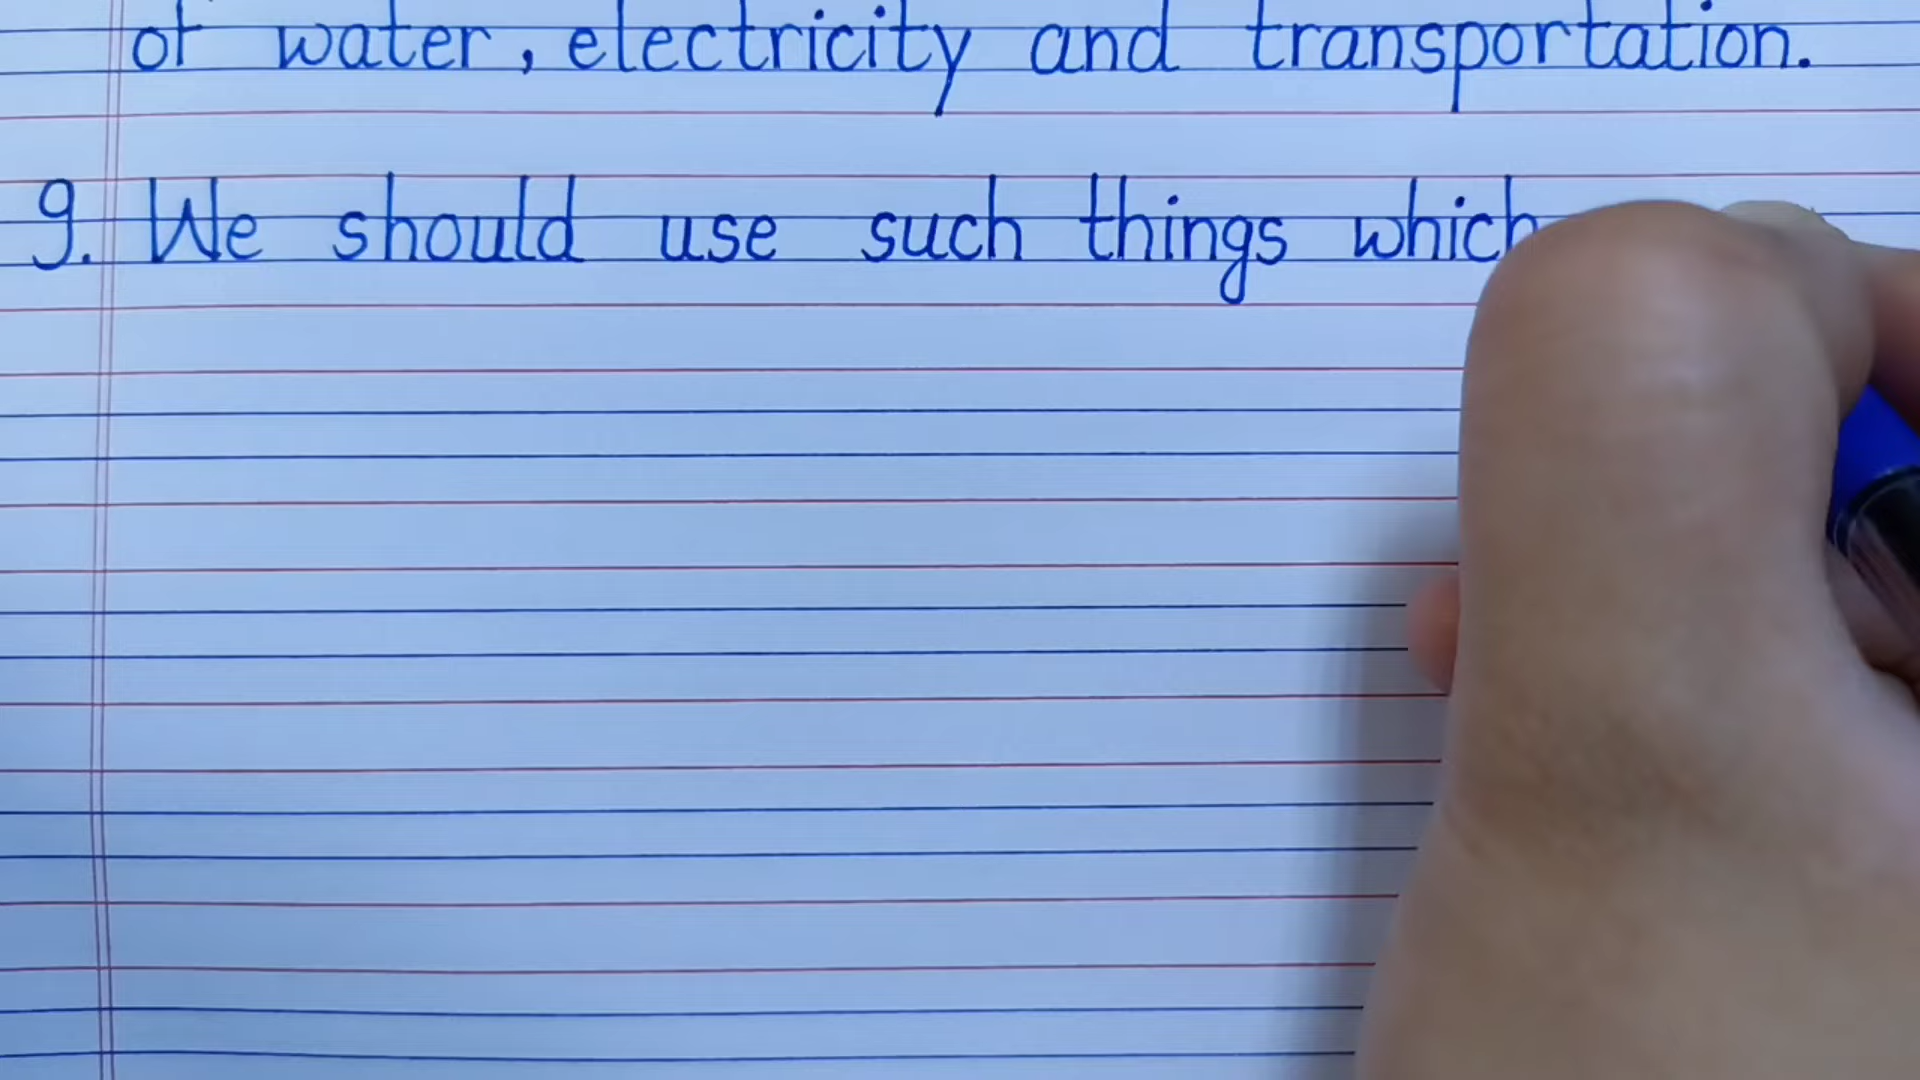 of water, electricity and transportation.
9. We should use such things which